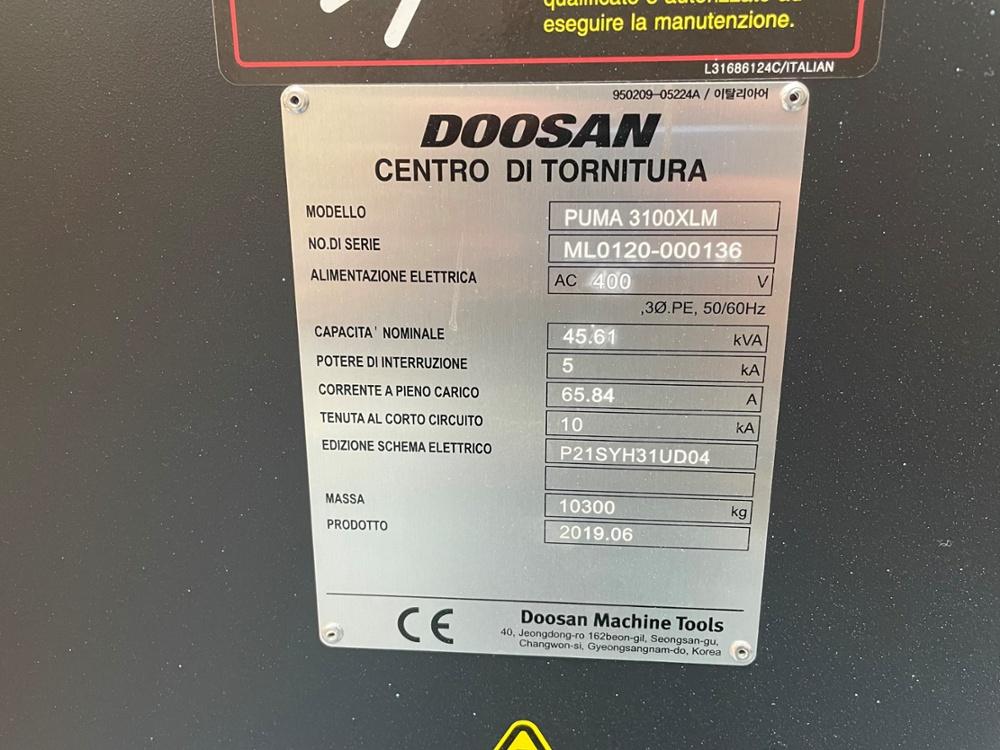 qualificato e autorizzato ad
eseguire la manutenzione.
L31686124C/ITALIAN
950209-05224A / 이탈리아어
DOOSAN
CENTRO DI TORNITURA
MODELLO PUMA 3100XLM
NO.DI SERIE ML0120-000136
ALIMENTAZIONE ELETTRICA AC 400 V
,3Ø.PE, 50/60Hz
CAPACITA' NOMINALE 45.61 kVA
POTERE DI INTERRUZIONE 5 kA
CORRENTE A PIENO CARICO 65.84 A
TENUTA AL CORTO CIRCUITO 10 kA
EDIZIONE SCHEMA ELETTRICO P21SYH31UD04
MASSA 10300 kg
PRODOTTO 2019.06
CE Doosan Machine Tools
40, Jeongdong-ro 162beon-gil, Seongsan-gu,
Changwon-si, Gyeongsangnam-do, Korea